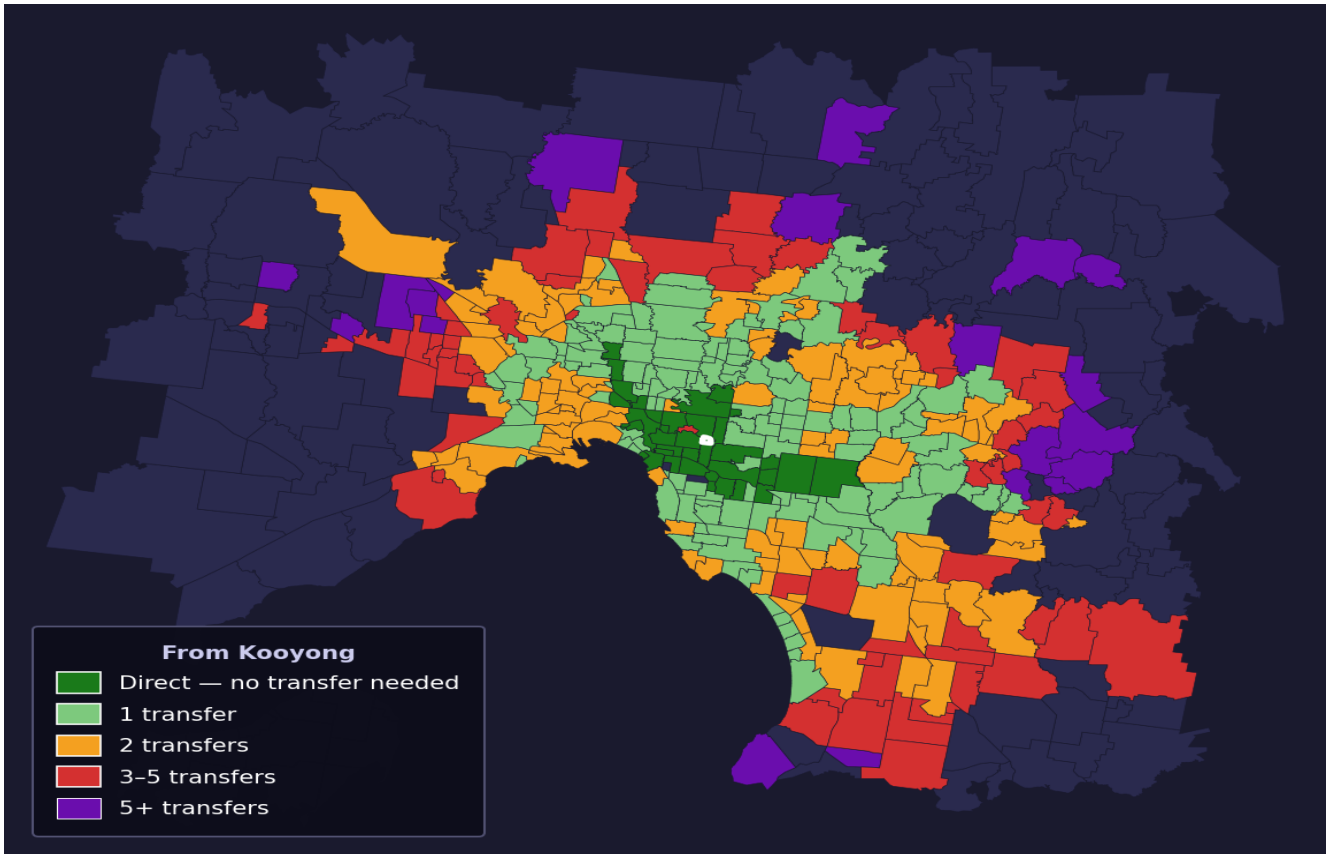 From Kooyong
Direct — no transfer needed
1 transfer
2 transfers
3–5 transfers
5+ transfers